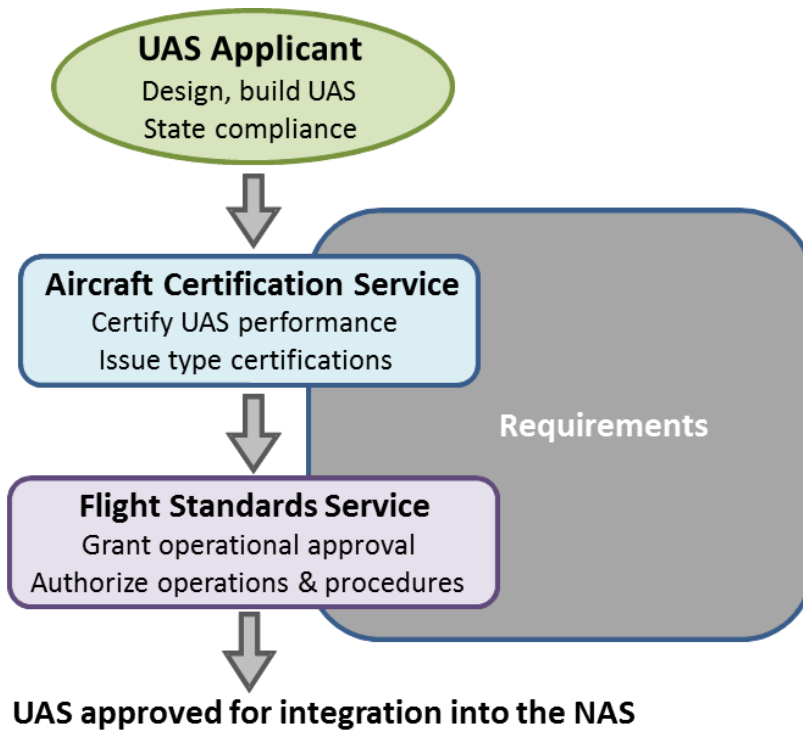 UAS Applicant
Design, build UAS
State compliance
Aircraft Certification Service
Certify UAS performance
Issue type certifications
Requirements
Flight Standards Service
Grant operational approval
Authorize operations & procedures
UAS approved for integration into the NAS